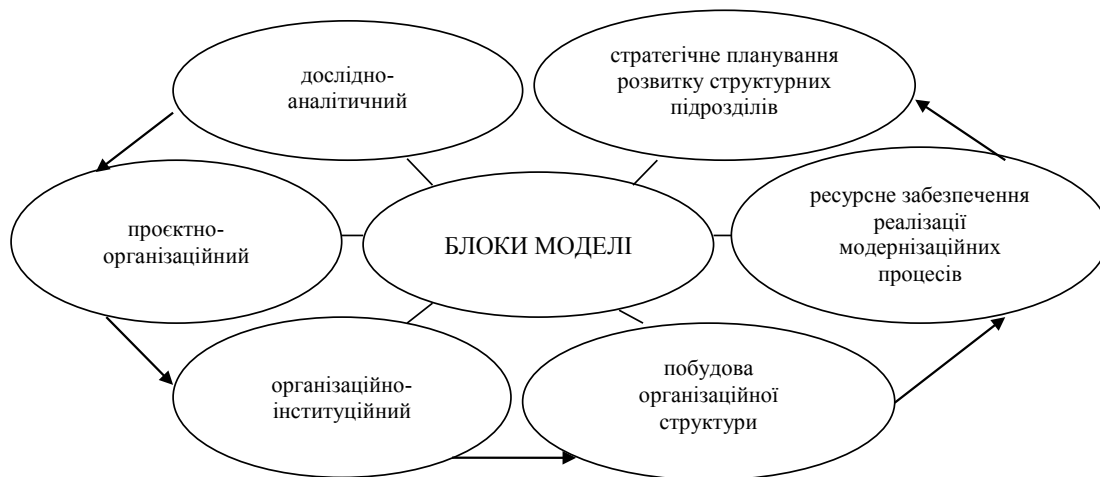 дослідно-
аналітичний
стратегічне планування
розвитку структурних
підрозділів
проєктно-
організаційний
БЛОКИ МОДЕЛІ
ресурсне забезпечення
реалізації
модернізаційних
процесів
організаційно-
інституційний
побудова
організаційної
структури